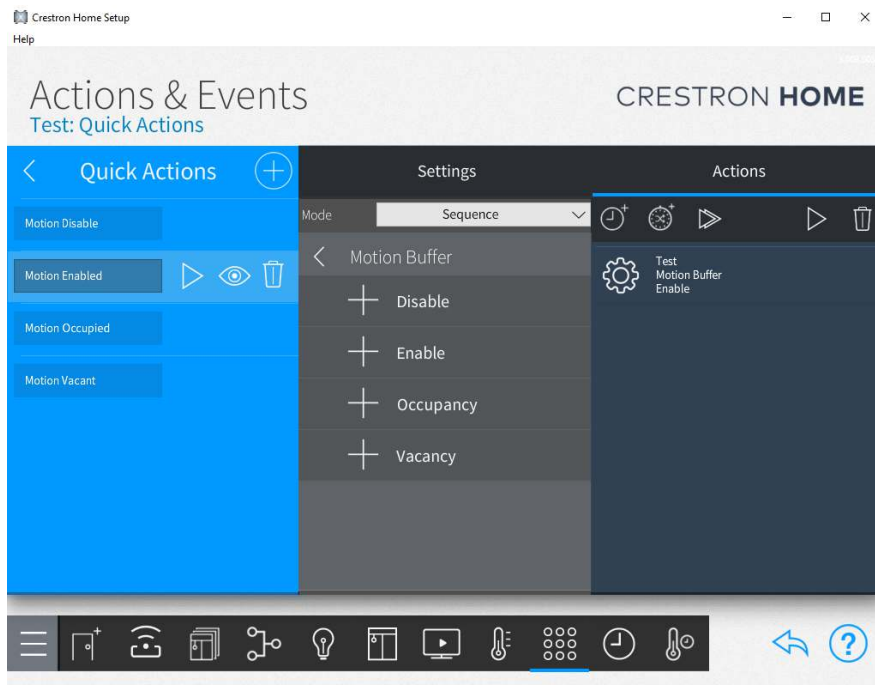 Crestron Home Setup
Help
Actions & Events
Test: Quick Actions
CRESTRON HOME
Quick Actions
Settings
Actions
Motion Disable
Motion Enabled
Motion Occupied
Motion Vacant
Mode
Sequence
Motion Buffer
Disable
Enable
Occupancy
Vacancy
Test
Motion Buffer
Enable
?